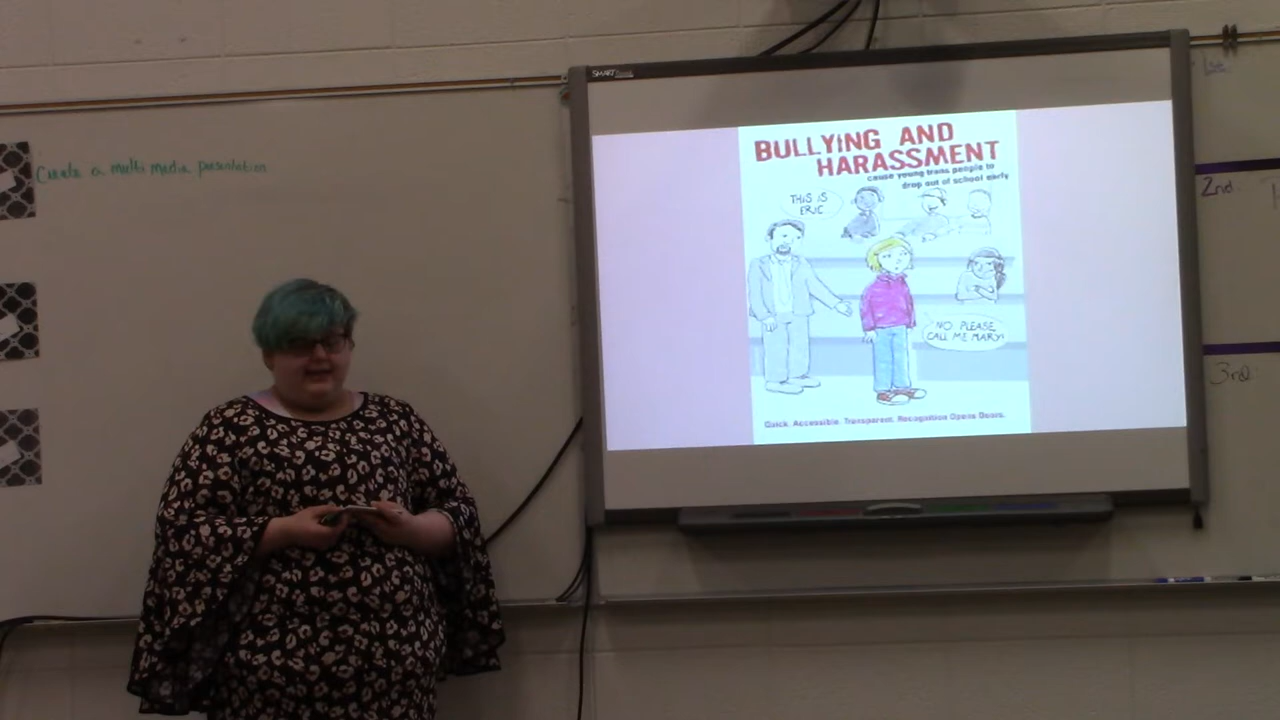 SMART
Create a multi media presentation
BULLYING AND
HARASSMENT
cause young trans people to
drop out of school early
THIS IS
ERIC
NO, PLEASE,
CALL ME MARY!
Quick. Accessible. Transparent. Recognition Opens Doors.
1st
2nd
3rd